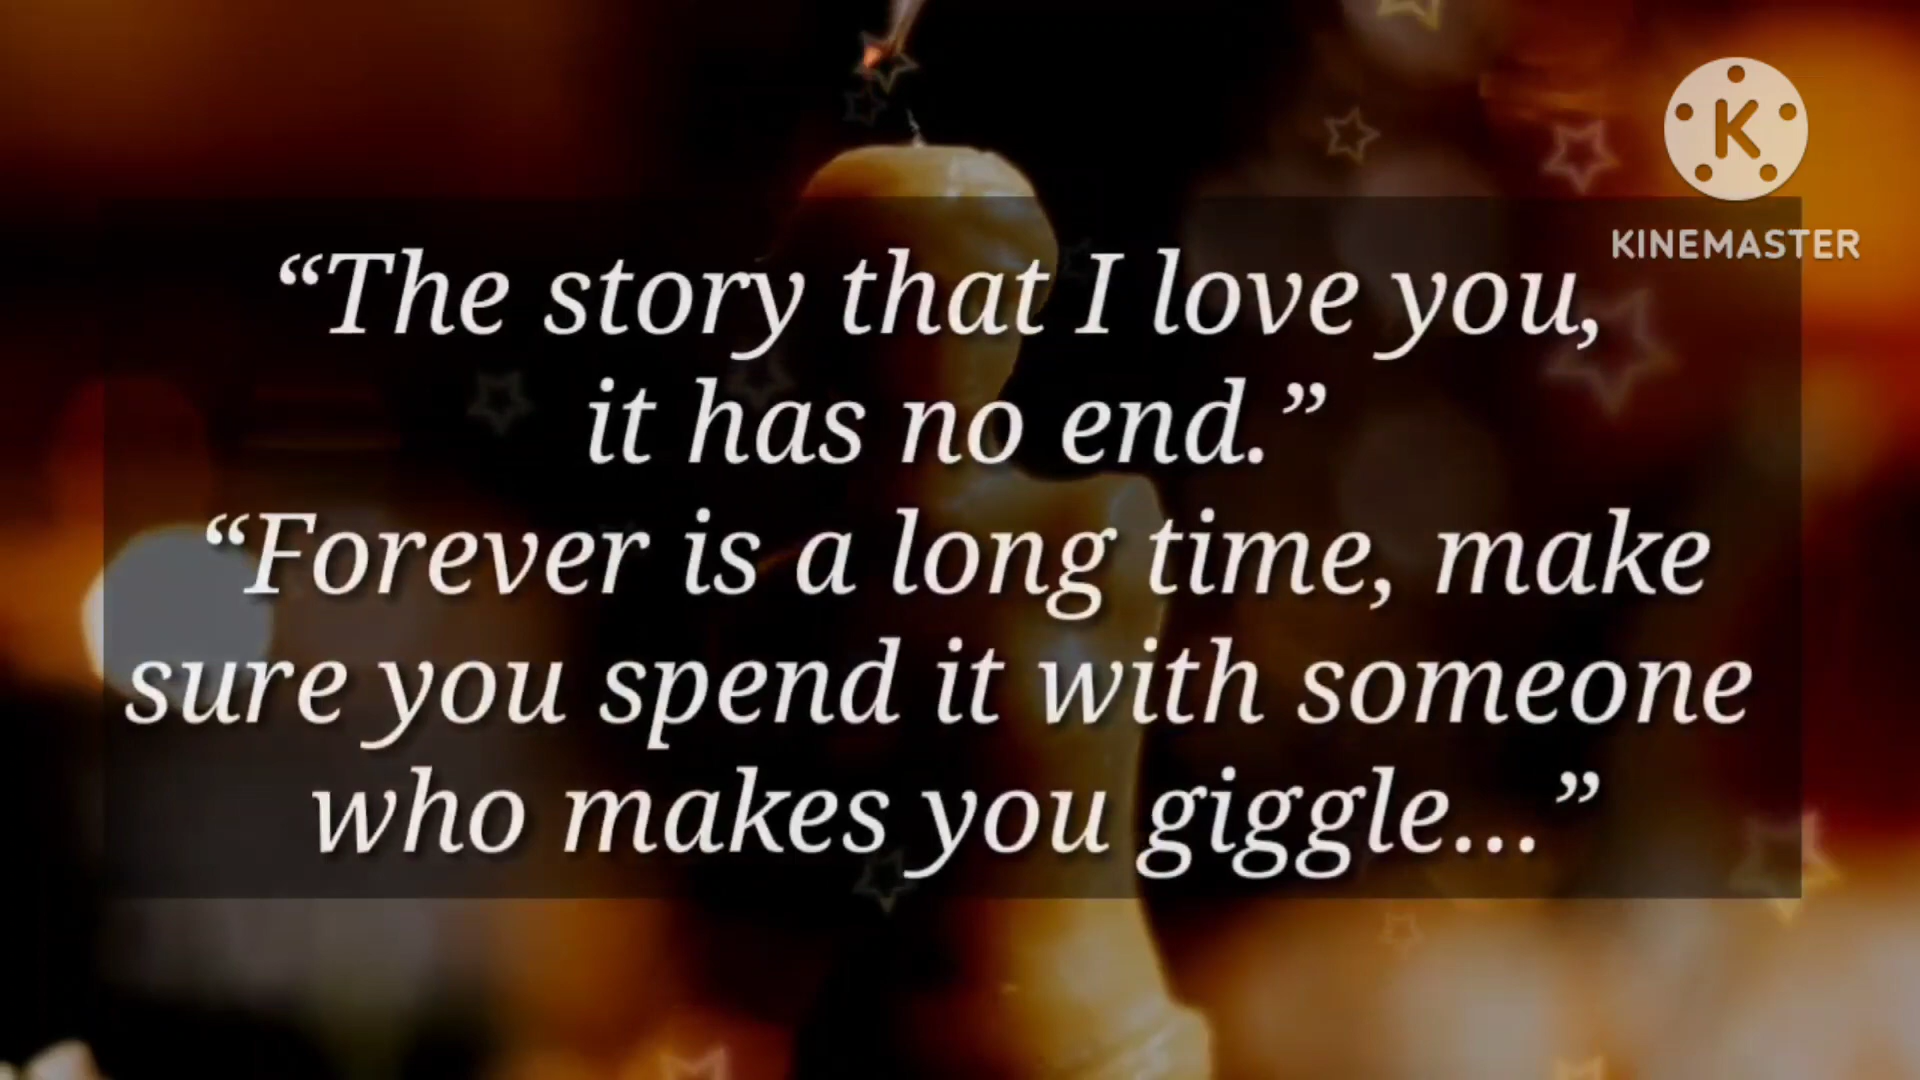 KINEMASTER
“The story that I love you,
it has no end.”
“Forever is a long time, make
sure you spend it with someone
who makes you giggle...”